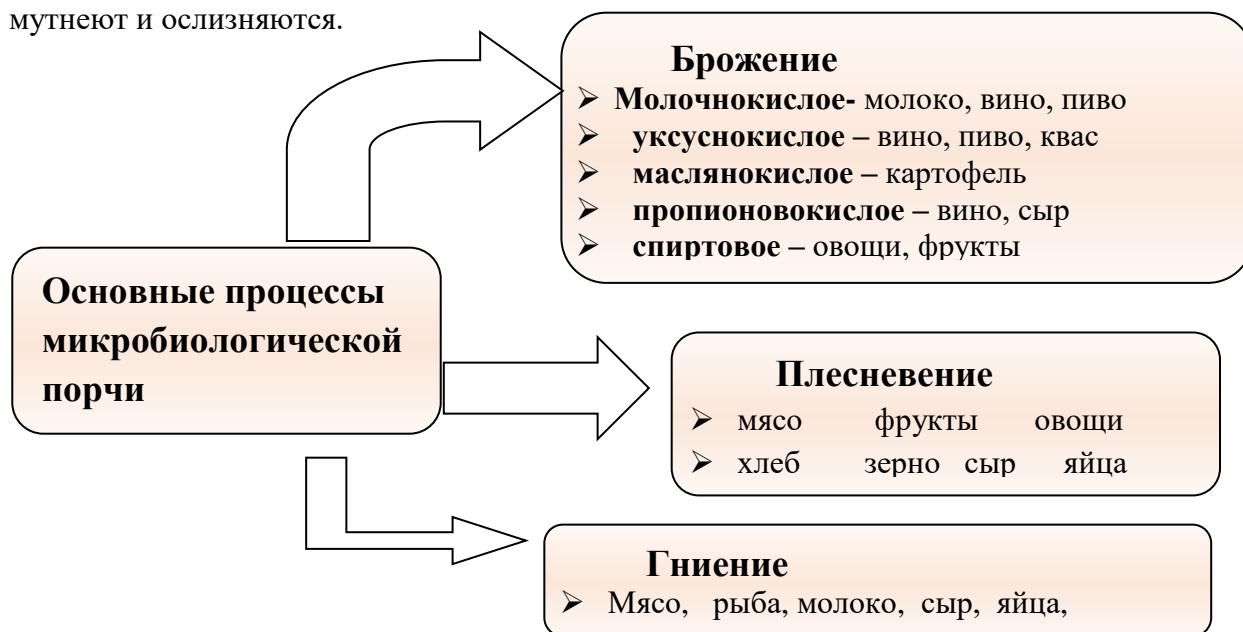 мутнеют и ослизняются.
Брожение
➢ Молочнокислое- молоко, вино, пиво
➢ уксуснокислое – вино, пиво, квас
➢ маслянокислое – картофель
➢ пропионовокислое – вино, сыр
➢ спиртовое – овощи, фрукты
Основные процессы
микробиологической
порчи
Плесневение
➢ мясо фрукты овощи
➢ хлеб зерно сыр яйца
Гниение
➢ Мясо, рыба, молоко, сыр, яйца,